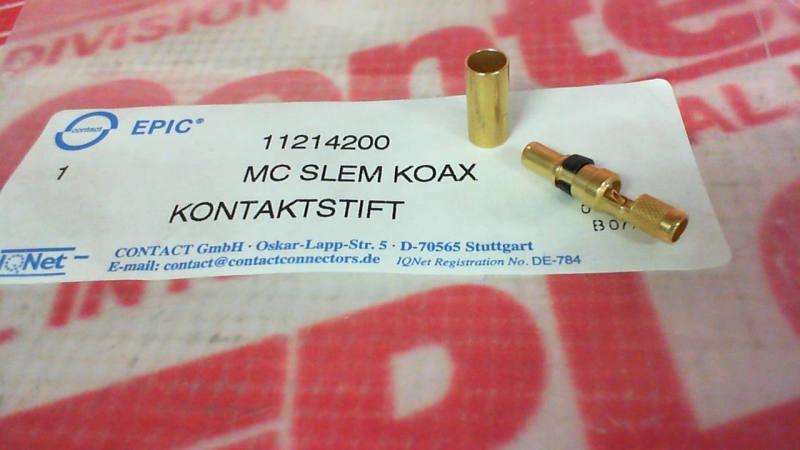 DIVISION
contact EPIC®
1 11214200
MC SLEM KOAX
KONTAKTSTIFT
IQNet
CONTACT GmbH · Oskar-Lapp-Str. 5 · D-70565 Stuttgart
E-mail: contact@contactconnectors.de IQNet Registration No. DE-784